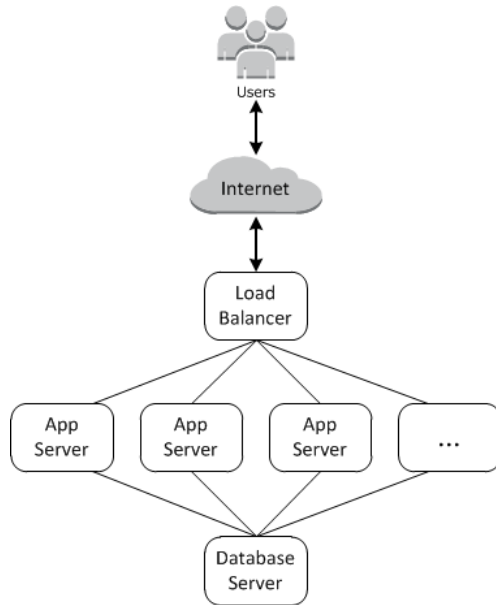 Users
Internet
Load
Balancer
App
Server
App
Server
App
Server
...
Database
Server